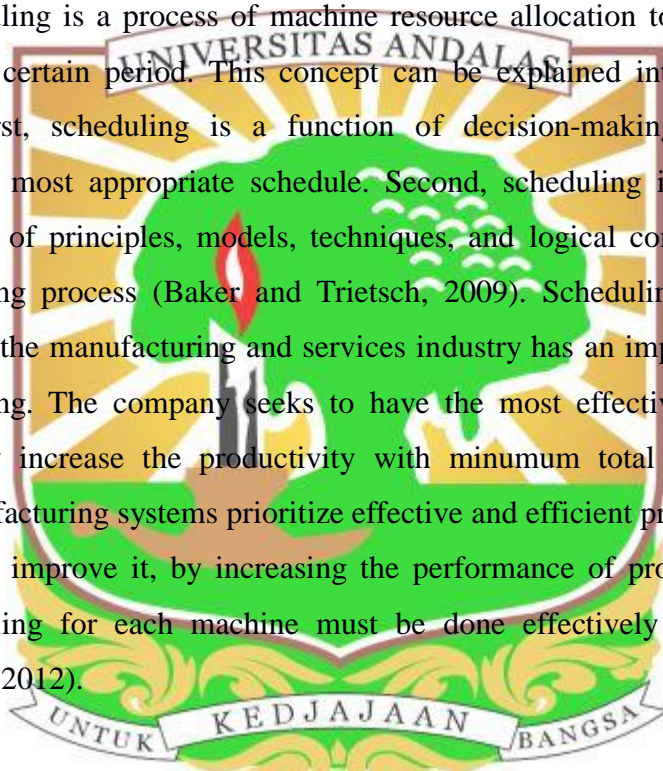 uling is a process of machine resource allocation to
UNIVERSITAS ANDALAS
certain period. This concept can be explained int
rst, scheduling is a function of decision-making
most appropriate schedule. Second, scheduling i
of principles, models, techniques, and logical co
ng process (Baker and Trietsch, 2009). Schedulin
the manufacturing and services industry has an imp
ng. The company seeks to have the most effectiv
increase the productivity with minumum total
facturing systems prioritize effective and efficient p
improve it, by increasing the performance of pro
ing for each machine must be done effectively
2012).
UNTUK KEDJAJAAN BANGSA